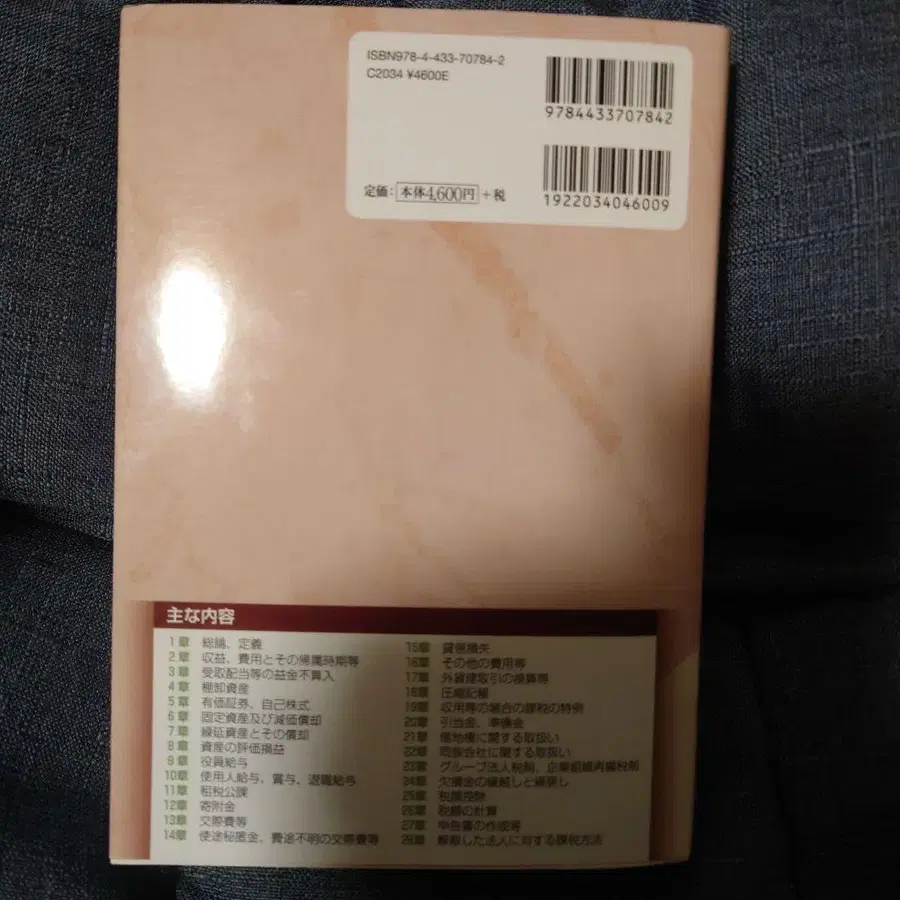 ISBN978-4-433-70784-2
C2034 ¥4600E
9784433707842
定価: 本体4,600円 +税
1922034046009
主な内容
1章 総論、定義
2章 収益、費用とその帰属時期等
3章 受取配当等の益金不算入
4章 棚卸資産
5章 有価証券、自己株式
6章 固定資産及び減価償却
7章 繰延資産とその償却
8章 資産の評価損益
9章 役員給与
10章 使用人給与、賞与、退職給与
11章 租税公課
12章 寄附金
13章 交際費等
14章 使途秘匿金、費途不明の交際費等
15章 貸倒損失
16章 その他の費用等
17章 外貨建取引の換算等
18章 圧縮記帳
19章 収用等の場合の課税の特例
20章 引当金、準備金
21章 借地権に関する取扱い
22章 同族会社に関する取扱い
23章 グループ法人税制、企業組織再編税制
24章 欠損金の繰越しと繰戻し
25章 税額控除
26章 税額の計算
27章 申告書の作成等
28章 解散した法人に対する課税方法